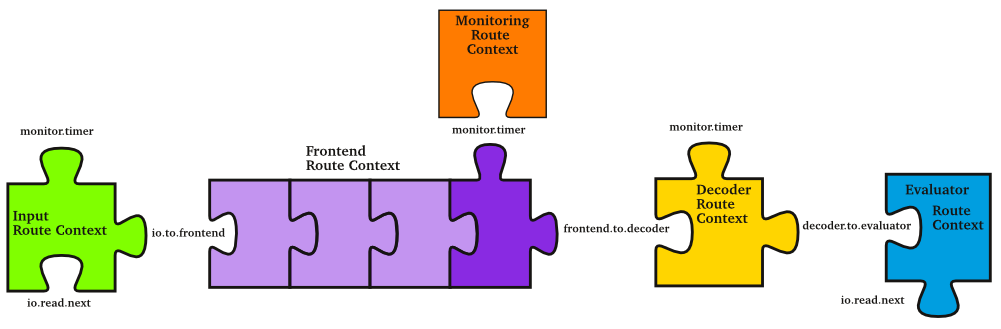 Monitoring
Route
Context
monitor.timer
monitor.timer
monitor.timer
Frontend
Route Context
Input
Route Context
io.to.frontend
frontend.to.decoder
Decoder
Route
Context
decoder.to.evaluator
Evaluator
Route
Context
io.read.next
io.read.next